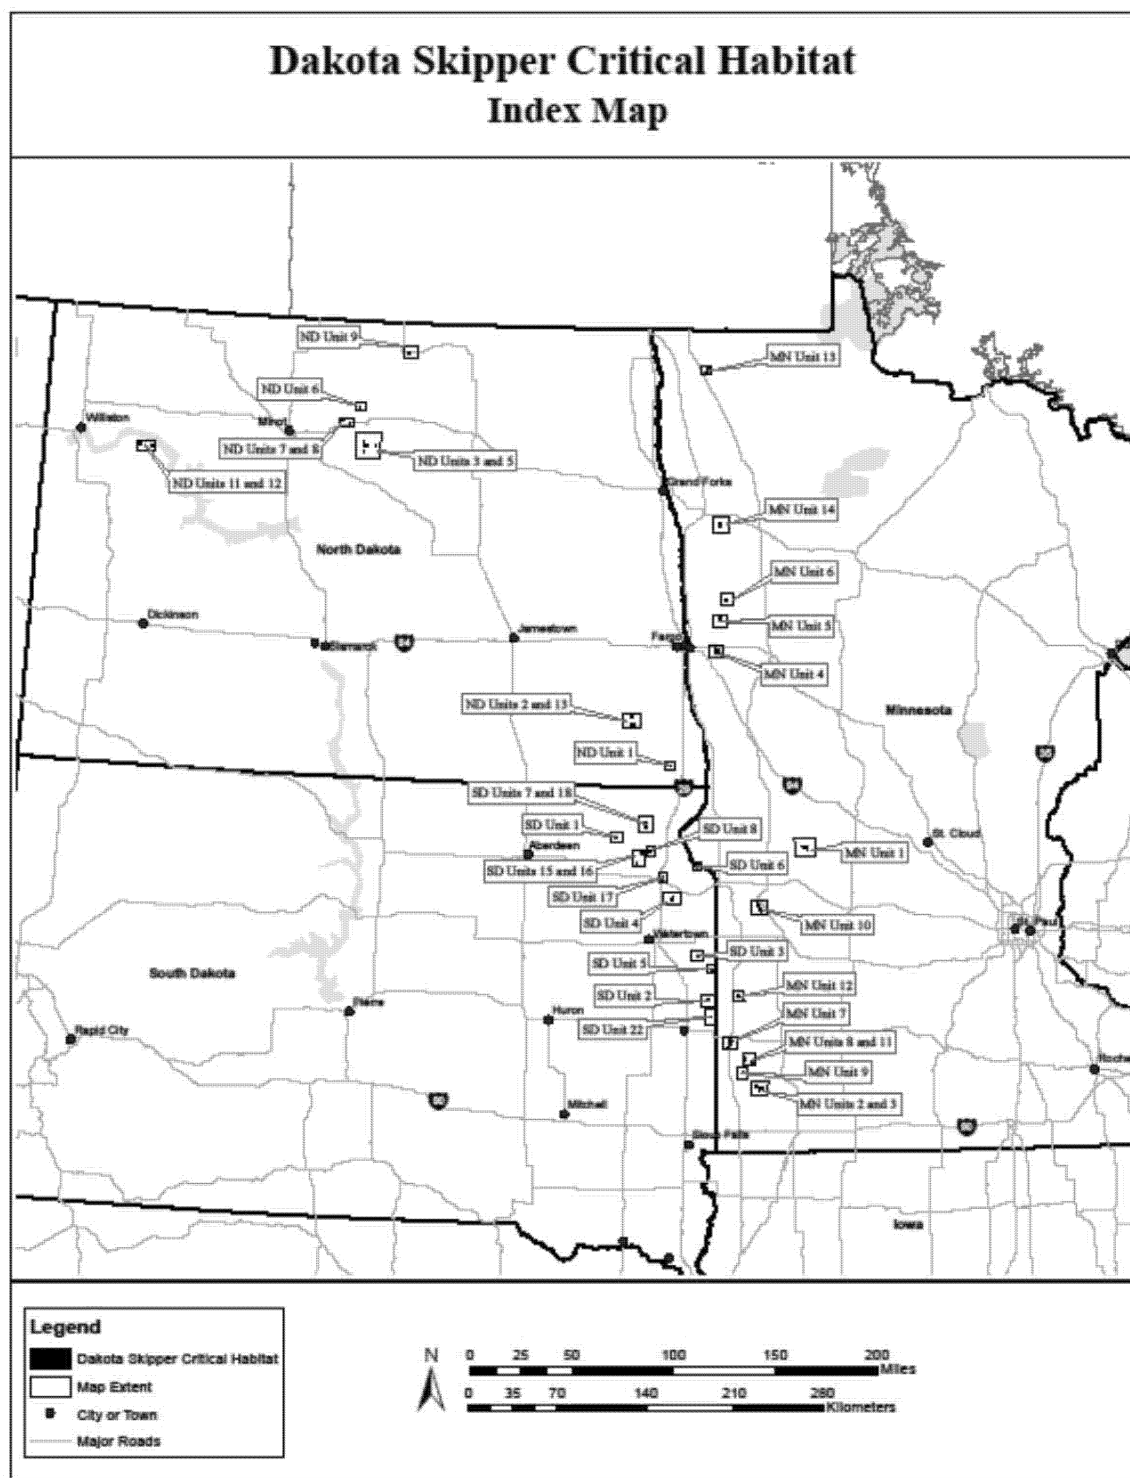 Dakota Skipper Critical Habitat
Index Map
ND Unit 9
MN Unit 13
ND Unit 6
Williston
Minot
ND Units 7 and 8
ND Units 3 and 5
ND Units 11 and 12
Grand Forks
MN Unit 14
North Dakota
MN Unit 6
Dickinson
MN Unit 5
Jamestown
Fargo
Bismarck
94
MN Unit 4
ND Units 2 and 13
Minnesota
ND Unit 1
29
94
35
SD Units 7 and 18
SD Unit 1
SD Unit 8
St. Cloud
Aberdeen
MN Unit 1
SD Units 15 and 16
SD Unit 6
SD Unit 17
SD Unit 4
MN Unit 10
St. Paul
Watertown
SD Unit 3
SD Unit 5
South Dakota
MN Unit 12
SD Unit 2
Pierre
Huron
MN Unit 7
Rapid City
SD Unit 22
MN Units 8 and 11
Roche
MN Unit 9
90
MN Units 2 and 3
Mitchell
90
Sioux Falls
Iowa
Legend
Dakota Skipper Critical Habitat
Map Extent
City or Town
Major Roads
N
0 25 50 100 150 200
Miles
0 35 70 140 210 280
Kilometers